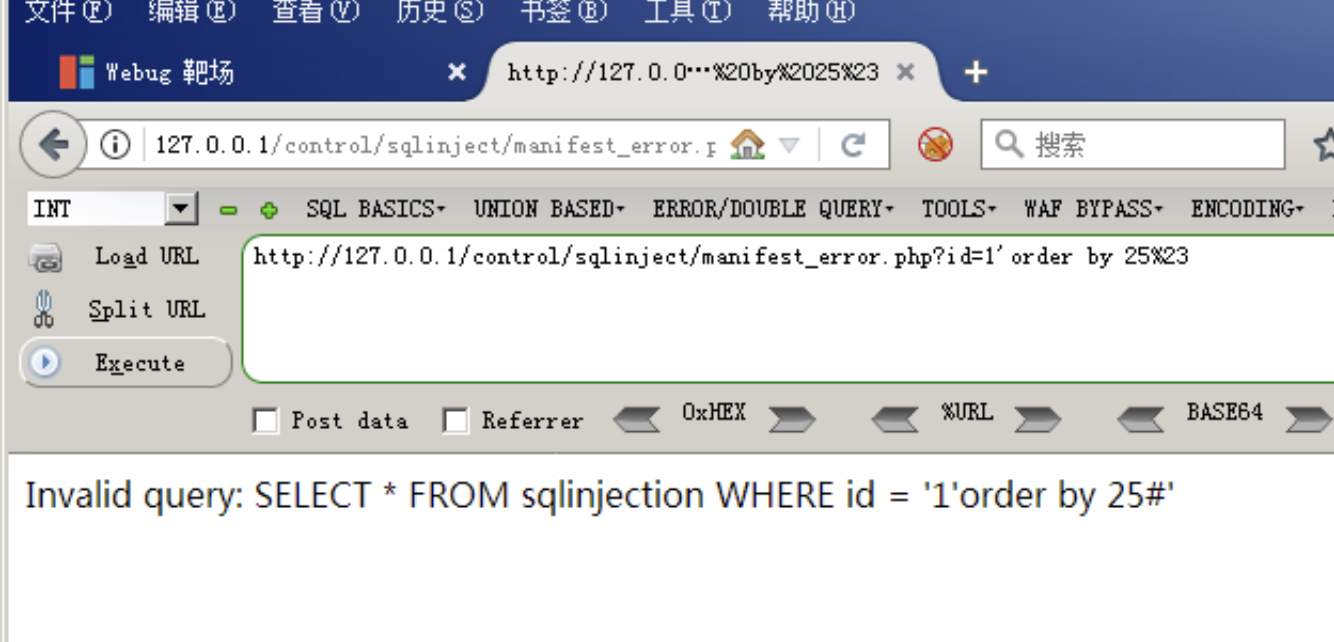 文件(F) 编辑(E) 查看(V) 历史(S) 书签(B) 工具(T) 帮助(H)
Webug 靶场 × http://127.0.0…%20by%2025%23 × +
127.0.0.1/control/sqlinject/manifest_error.p 搜索
INT SQL BASICS UNION BASED ERROR/DOUBLE QUERY TOOLS WAF BYPASS ENCODING
Load URL http://127.0.0.1/control/sqlinject/manifest_error.php?id=1'order by 25%23
Split URL
Execute
Post data Referrer 0xHEX %URL BASE64
Invalid query: SELECT * FROM sqlinjection WHERE id = '1'order by 25#'